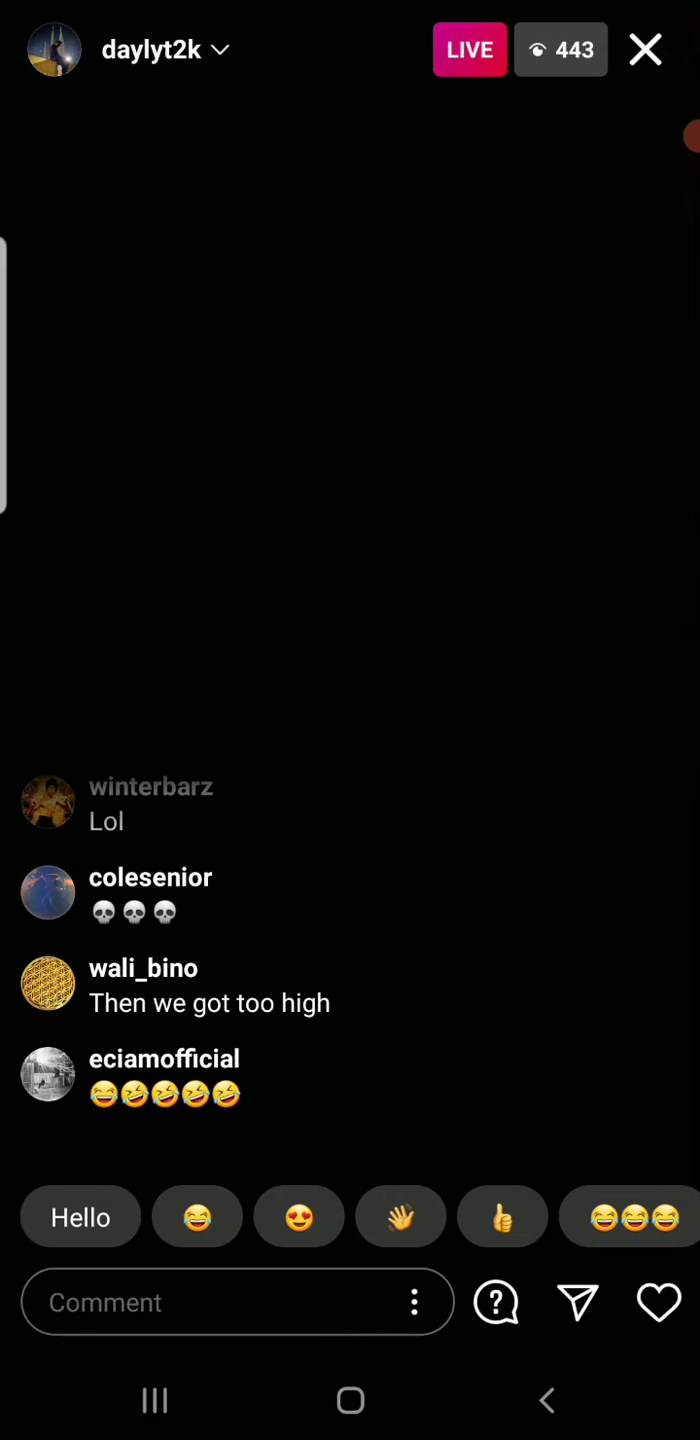 daylyt2k
LIVE
443
winterbarz
Lol
colesenior
💀💀💀
wali_bino
Then we got too high
eciamofficial
😂🤣🤣🤣🤣
Hello 😂 😍 👋 👍 😂😂😂
Comment